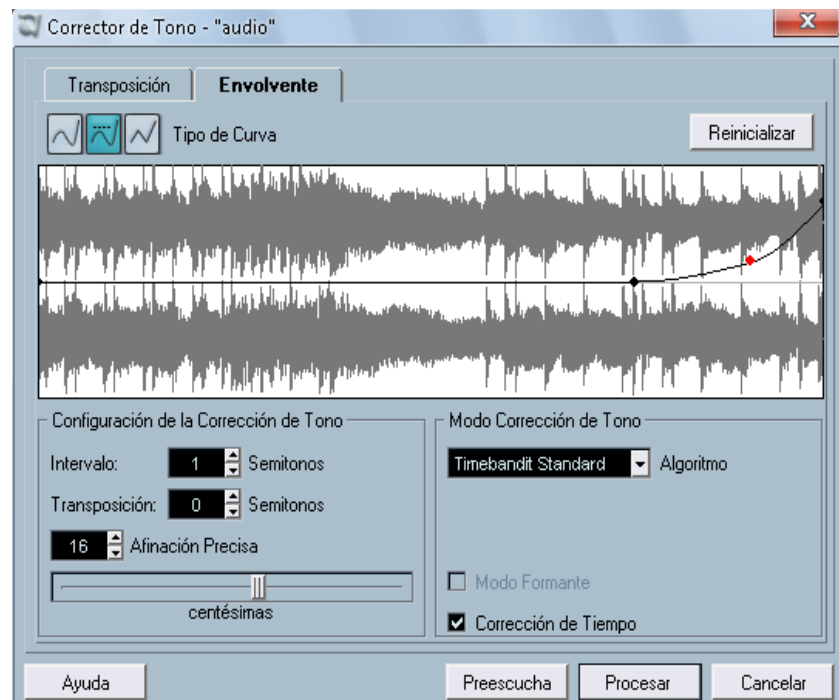 Corrector de Tono - "audio"
Transposición
Envolvente
Tipo de Curva
Reinicializar
Configuración de la Corrección de Tono
Intervalo: 1 Semitonos
Transposición: 0 Semitonos
16 Afinación Precisa
centésimas
Modo Corrección de Tono
Timebandit Standard Algoritmo
Modo Formante
Corrección de Tiempo
Ayuda
Preescucha
Procesar
Cancelar